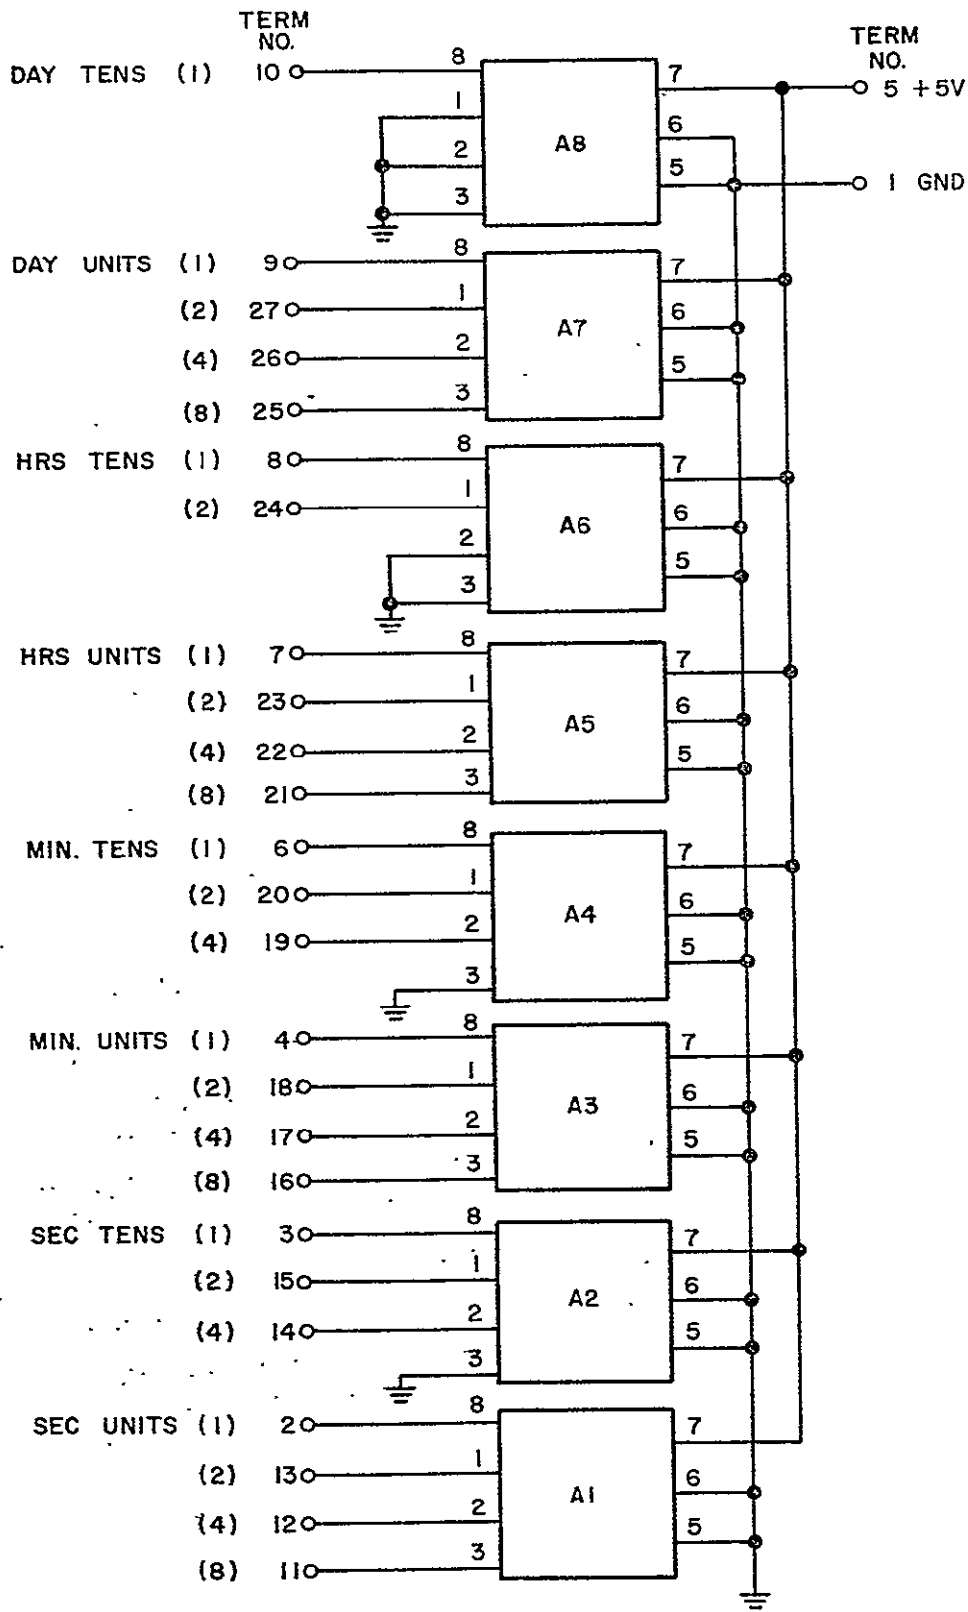 TERM
NO.
TERM
NO.
DAY TENS (1) 10 8 7 5 +5V
1
A8 6
2
5 1 GND
3
DAY UNITS (1) 9 8 7
(2) 27 1 A7 6
(4) 26 2 5
(8) 25 3
HRS TENS (1) 8 8 7
(2) 24 1 A6 6
2 5
3
HRS UNITS (1) 7 8 7
(2) 23 1 A5 6
(4) 22 2 5
(8) 21 3
MIN. TENS (1) 6 8 7
(2) 20 1 A4 6
(4) 19 2 5
3
MIN. UNITS (1) 4 8 7
(2) 18 1 A3 6
(4) 17 2 5
(8) 16 3
SEC TENS (1) 3 8 7
(2) 15 1 A2 6
(4) 14 2 5
3
SEC UNITS (1) 2 8 7
(2) 13 1 A1 6
(4) 12 2 5
(8) 11 3